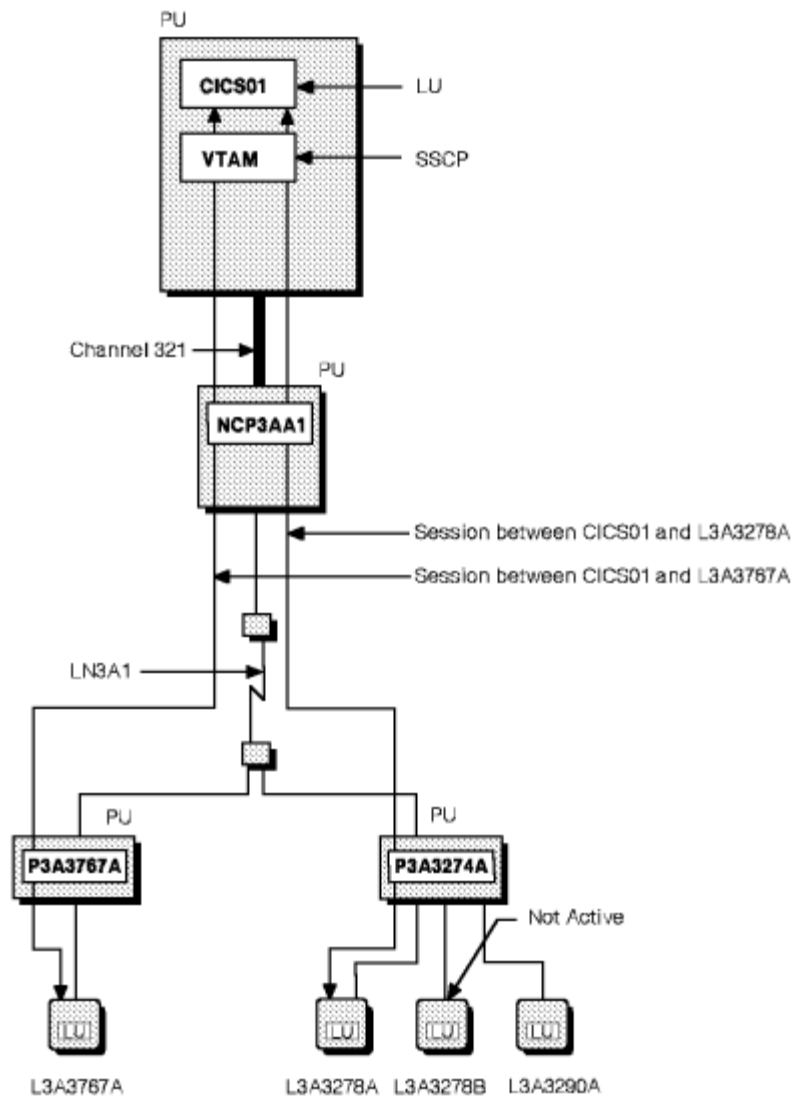 PU
CICS01
LU
VTAM
SSCP
Channel 321
PU
NCP3AA1
Session between CICS01 and L3A3278A
Session between CICS01 and L3A3767A
LN3A1
PU
PU
P3A3767A
P3A3274A
Not Active
LU
LU
LU
LU
L3A3767A
L3A3278A
L3A3278B
L3A3290A